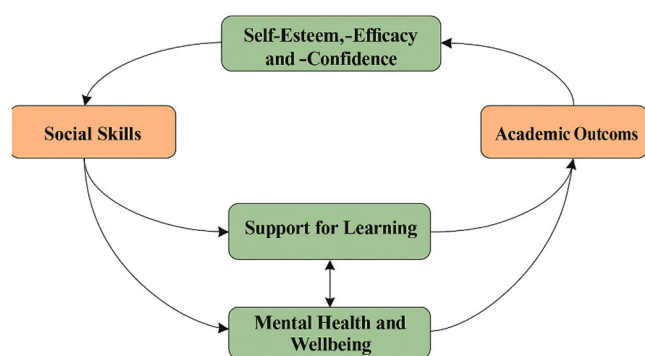 Self-Esteem,-Efficacy
and -Confidence
Social Skills
Academic Outcoms
Support for Learning
Mental Health and
Wellbeing